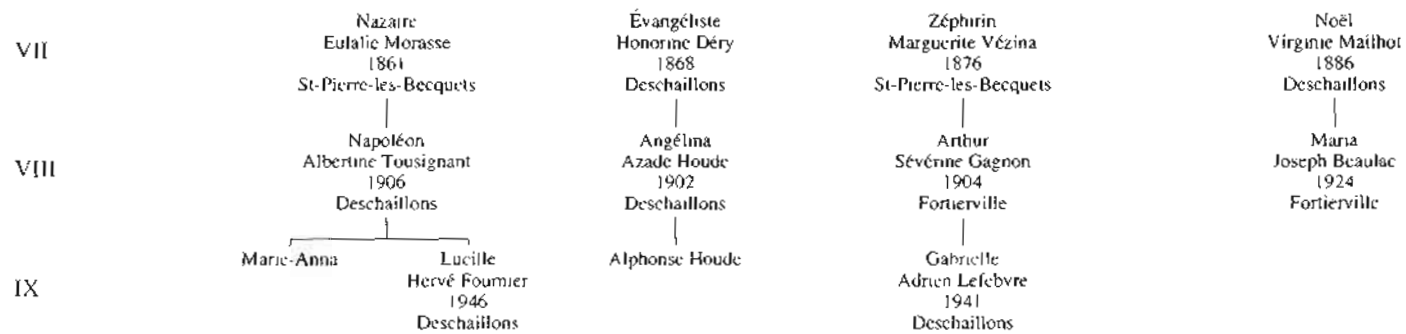 VII
Nazaire
Eulalie Morasse
1861
St-Pierre-les-Becquets
Évangéliste
Honorine Déry
1868
Deschaillons
Zéphirin
Marguerite Vézina
1876
St-Pierre-les-Becquets
Noël
Virginie Mailhot
1886
Deschaillons
VIII
Napoléon
Albertine Tousignant
1906
Deschaillons
Angélina
Azade Houde
1902
Deschaillons
Arthur
Sévérine Gagnon
1904
Fortierville
Maria
Joseph Beaulac
1924
Fortierville
IX
Marie-Anna
Lucille
Hervé Fournier
1946
Deschaillons
Alphonse Houde
Gabrielle
Adrien Lefebvre
1941
Deschaillons